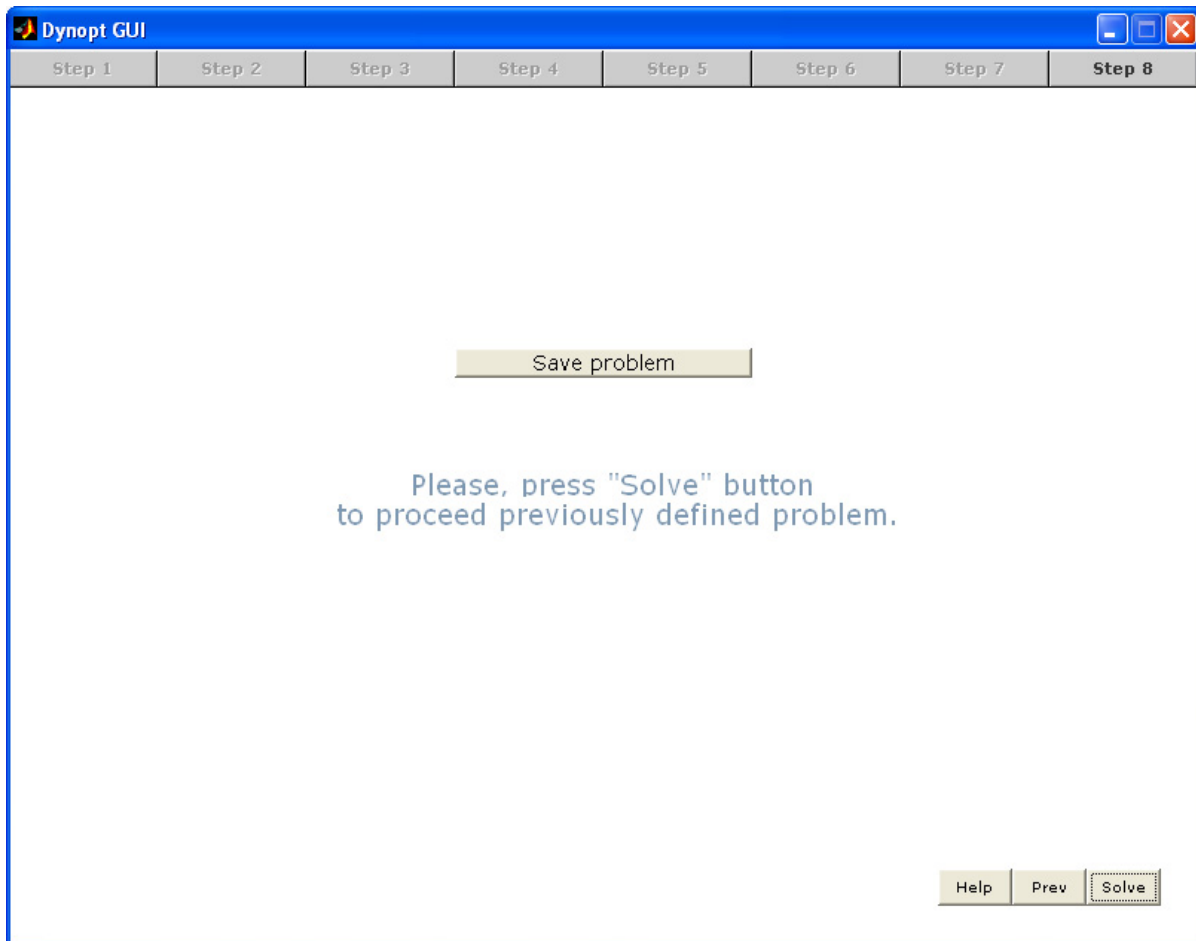 Dynopt GUI
Step 1 Step 2 Step 3 Step 4 Step 5 Step 6 Step 7 Step 8
Save problem
Please, press "Solve" button
to proceed previously defined problem.
Help Prev Solve